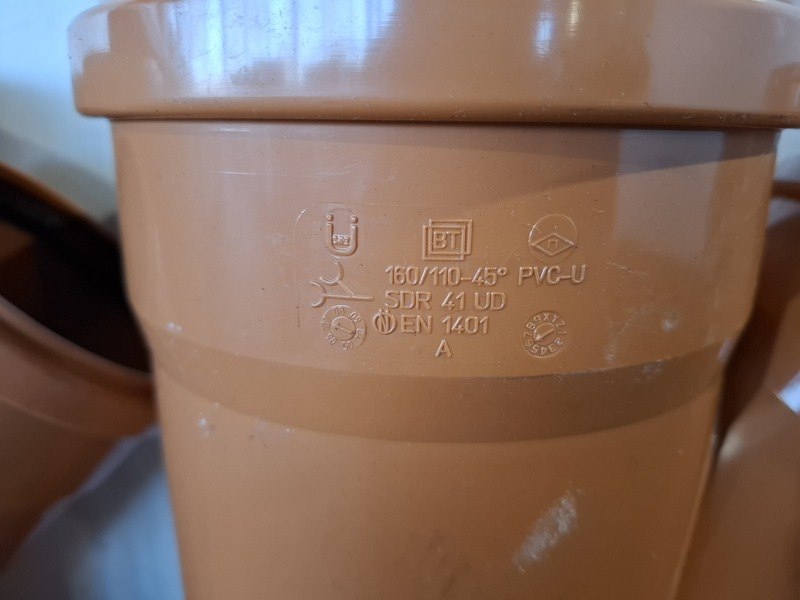 Ü
BT
160/110-45° PVC-U
SDR 41 UD
EN 1401
A